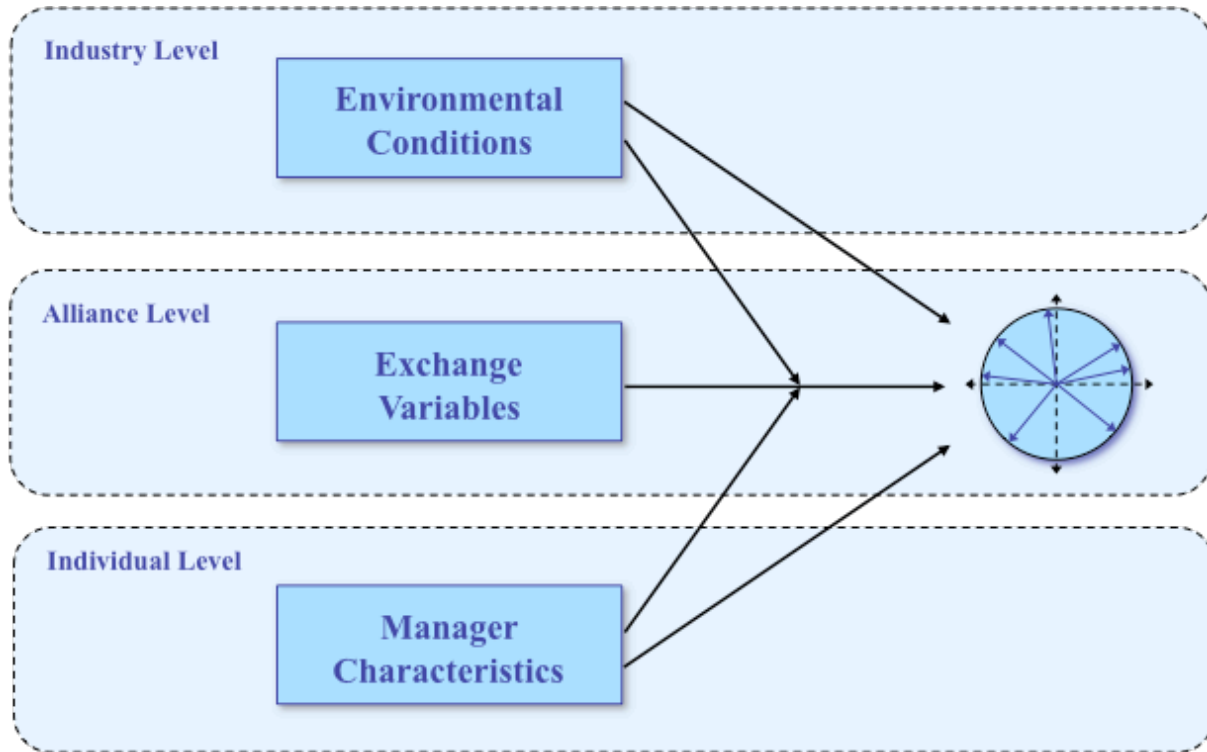 Industry Level
Environmental
Conditions
Alliance Level
Exchange
Variables
Individual Level
Manager
Characteristics